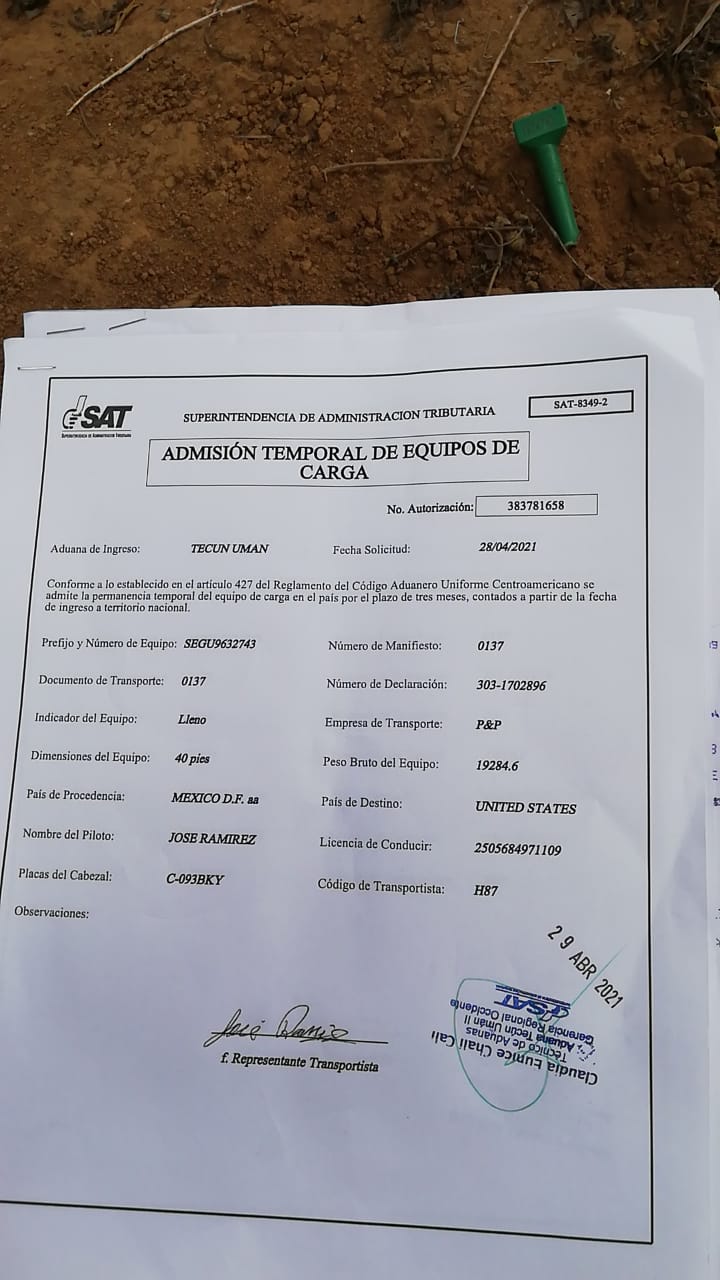 SAT
SUPERINTENDENCIA DE ADMINISTRACION TRIBUTARIA
SUPERINTENDENCIA DE ADMINISTRACION TRIBUTARIA
SAT-8349-2
ADMISIÓN TEMPORAL DE EQUIPOS DE
CARGA
No. Autorización: 383781658
Aduana de Ingreso: TECUN UMAN Fecha Solicitud: 28/04/2021
Conforme a lo establecido en el artículo 427 del Reglamento del Código Aduanero Uniforme Centroamericano se
admite la permanencia temporal del equipo de carga en el país por el plazo de tres meses, contados a partir de la fecha
de ingreso a territorio nacional.
Prefijo y Número de Equipo: SEGU9632743 Número de Manifiesto: 0137
Documento de Transporte: 0137 Número de Declaración: 303-1702896
Indicador del Equipo: Lleno Empresa de Transporte: P&P
Dimensiones del Equipo: 40 pies Peso Bruto del Equipo: 19284.6
País de Procedencia: MEXICO D.F. aa País de Destino: UNITED STATES
Nombre del Piloto: JOSE RAMIREZ Licencia de Conducir: 2505684971109
Placas del Cabezal: C-093BKY Código de Transportista: H87
Observaciones:
29 ABR 2021
f. Representante Transportista
Claudia Eunice Chali Cali
Técnico de Aduanas
Aduana Tecún Umán II
Gerencia Regional Occidente
SAT